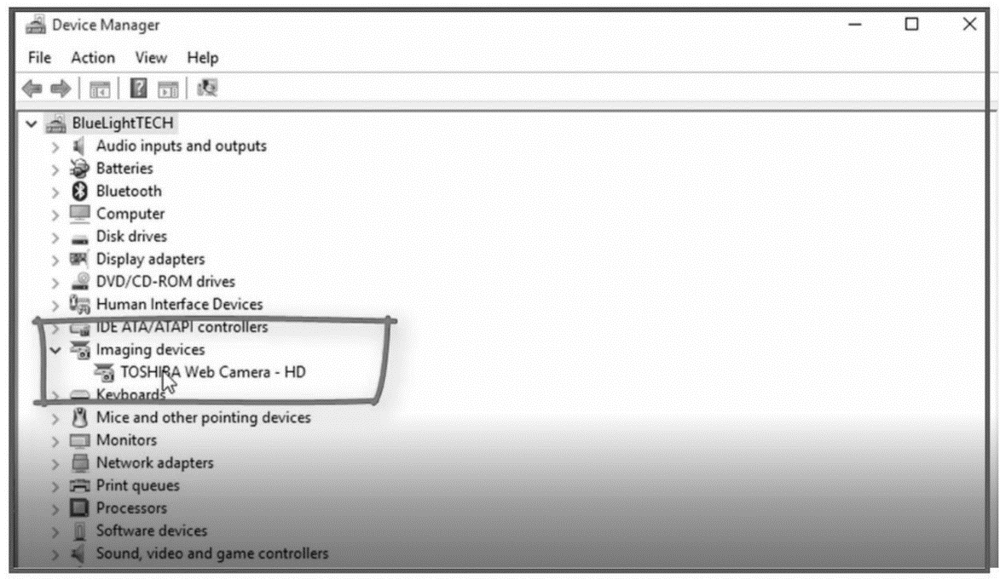 Device Manager
File Action View Help
BlueLightTECH
Audio inputs and outputs
Batteries
Bluetooth
Computer
Disk drives
Display adapters
DVD/CD-ROM drives
Human Interface Devices
IDE ATA/ATAPI controllers
Imaging devices
TOSHIBA Web Camera - HD
Keyboards
Mice and other pointing devices
Monitors
Network adapters
Print queues
Processors
Software devices
Sound, video and game controllers